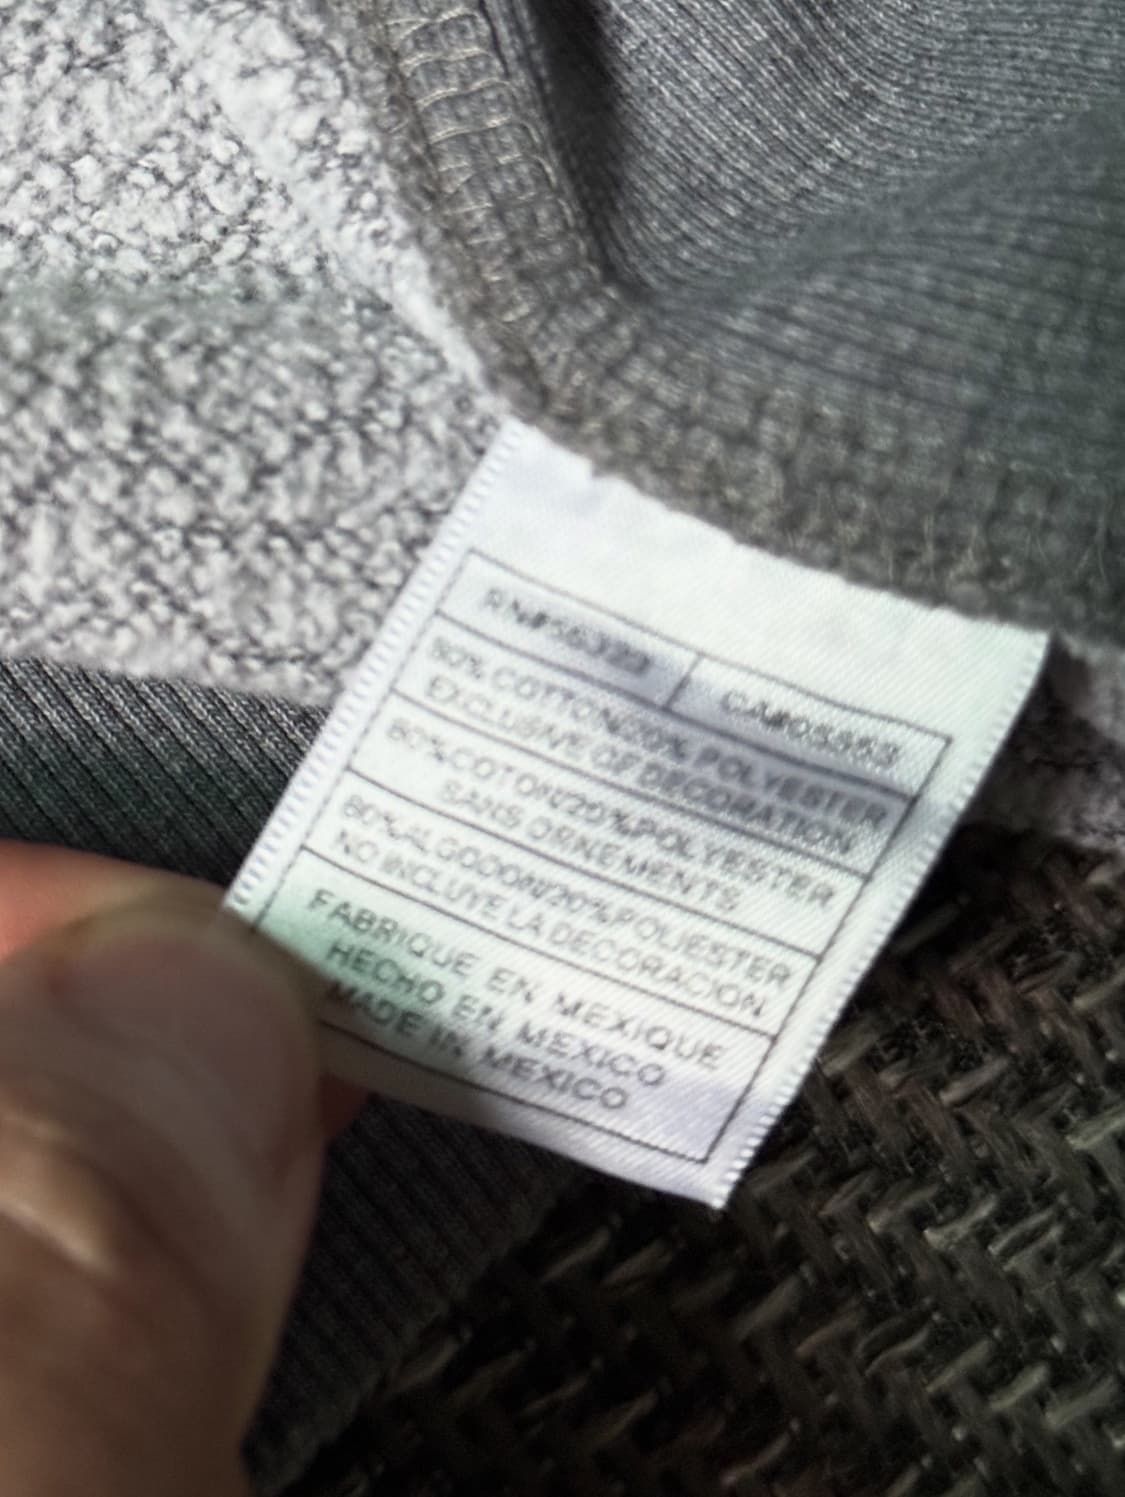 80% COTTON/20% POLYESTER
EXCLUSIVE OF DECORATION
80%COTON/20%POLYESTER
SANS ORNEMENTS
80%ALGODON/20%POLIESTER
NO INCLUYE LA DECORACION
FABRIQUE EN MEXIQUE
HECHO EN MEXICO
MADE IN MEXICO